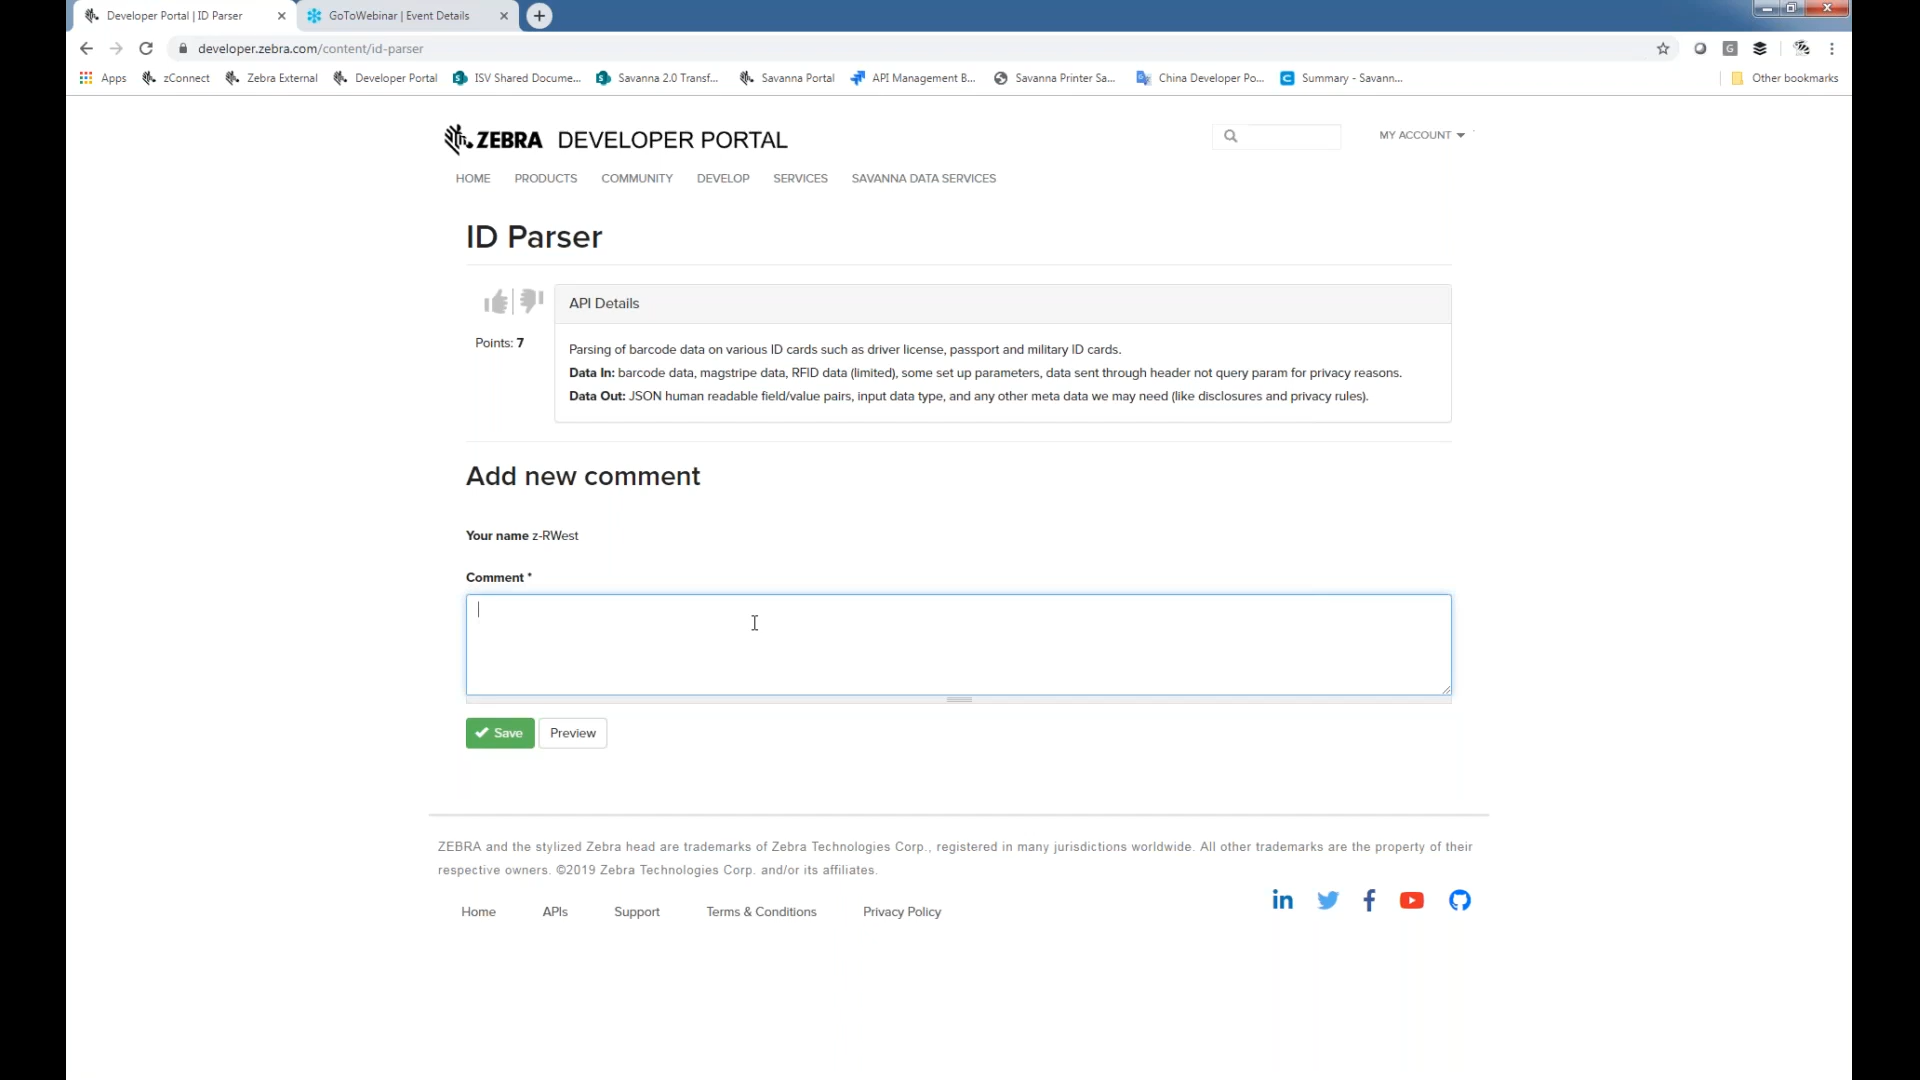 Developer Portal | ID Parser
GoToWebinar | Event Details
developer.zebra.com/content/id-parser
G
Apps zConnect Zebra External Developer Portal ISV Shared Docume... Savanna 2.0 Transf... Savanna Portal API Management B... Savanna Printer Sa... China Developer Po... Summary - Savann... Other bookmarks
ZEBRA DEVELOPER PORTAL
MY ACCOUNT
HOME PRODUCTS COMMUNITY DEVELOP SERVICES SAVANNA DATA SERVICES
ID Parser
API Details
Points: 7
Parsing of barcode data on various ID cards such as driver license, passport and military ID cards.
Data In: barcode data, magstripe data, RFID data (limited), some set up parameters, data sent through header not query param for privacy reasons.
Data Out: JSON human readable field/value pairs, input data type, and any other meta data we may need (like disclosures and privacy rules).
Add new comment
Your name z-RWest
Comment *
Save Preview
ZEBRA and the stylized Zebra head are trademarks of Zebra Technologies Corp., registered in many jurisdictions worldwide. All other trademarks are the property of their
respective owners. ©2019 Zebra Technologies Corp. and/or its affiliates.
Home APIs Support Terms & Conditions Privacy Policy